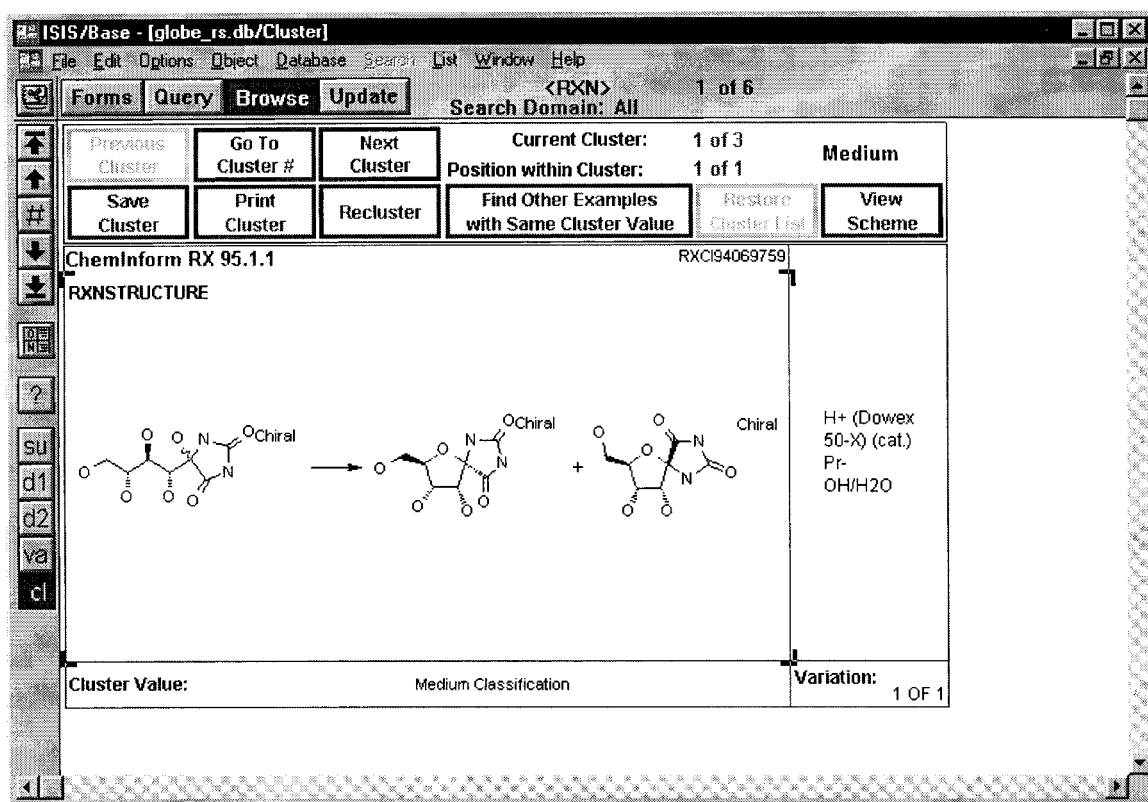 ISIS/Base - [globe_rs.db/Cluster]
File Edit Options Object Database Search List Window Help
Forms Query Browse Update <RXN> 1 of 6
Search Domain: All
Previous Cluster
Go To Cluster #
Next Cluster
Current Cluster: 1 of 3
Position within Cluster: 1 of 1
Medium
Save Cluster
Print Cluster
Recluster
Find Other Examples
with Same Cluster Value
Restore Cluster List
View Scheme
#
?
su
d1
d2
va
cl
ChemInform RX 95.1.1 RXCI94069759
RXNSTRUCTURE
O O O O O O O N N O Chiral
O O O O N N O O Chiral
+
O O O O O N N O Chiral
H+ (Dowex
50-X) (cat.)
Pr-
OH/H2O
Cluster Value: Medium Classification
Variation:
1 OF 1